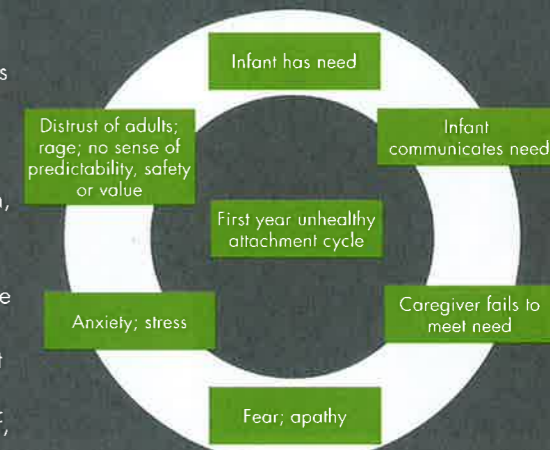 Infant has need
Infant
communicates need
Caregiver fails to
meet need
Fear; apathy
Anxiety; stress
Distrust of adults;
rage; no sense of
predictability, safety
or value
First year unhealthy
attachment cycle